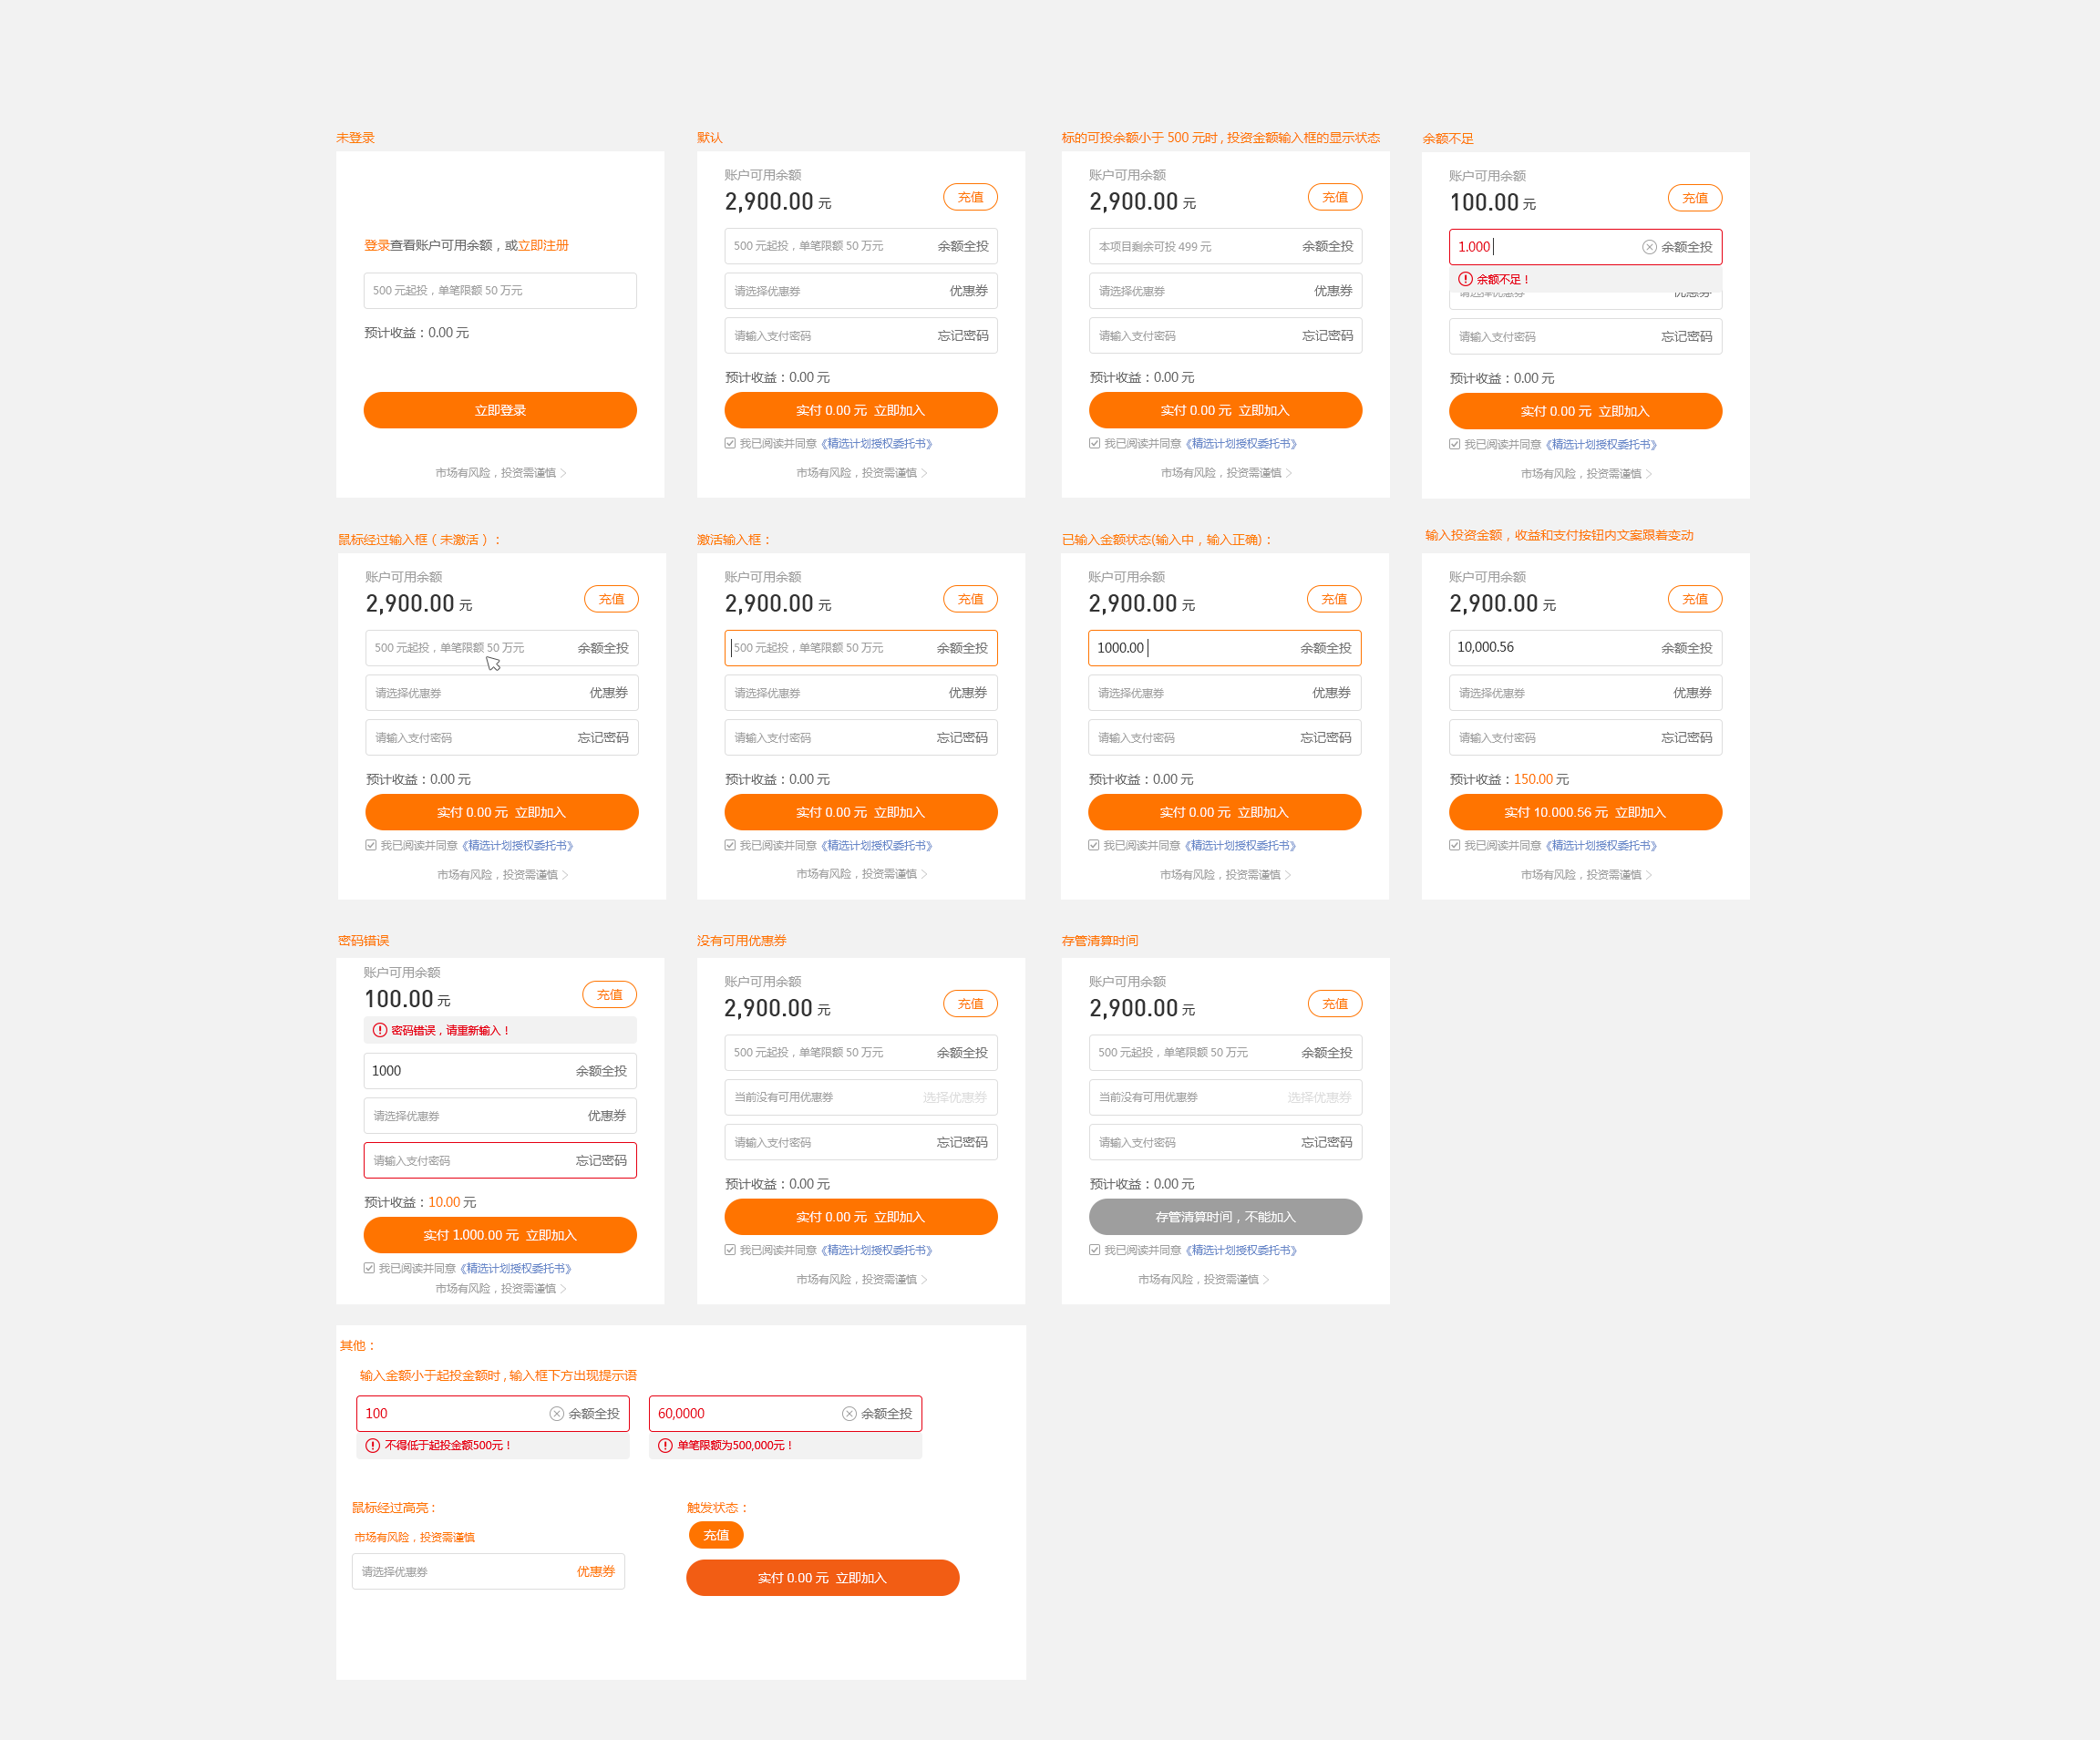 未登录
登录查看账户可用余额，或立即注册
500 元起投，单笔限额 50 万元
预计收益：0.00 元
立即登录
市场有风险，投资需谨慎 >
默认
账户可用余额
2,900.00 元 充值
500 元起投，单笔限额 50 万元 余额全投
请选择优惠券 优惠券
请输入支付密码 忘记密码
预计收益：0.00 元
实付 0.00 元 立即加入
我已阅读并同意《精选计划授权委托书》
市场有风险，投资需谨慎 >
标的可投余额小于 500 元时，投资金额输入框的显示状态
账户可用余额
2,900.00 元 充值
本项目剩余可投 499 元 余额全投
请选择优惠券 优惠券
请输入支付密码 忘记密码
预计收益：0.00 元
实付 0.00 元 立即加入
我已阅读并同意《精选计划授权委托书》
市场有风险，投资需谨慎 >
余额不足
账户可用余额
100.00 元 充值
1.000 余额全投
余额不足！
请选择优惠券 优惠券
请输入支付密码 忘记密码
预计收益：0.00 元
实付 0.00 元 立即加入
我已阅读并同意《精选计划授权委托书》
市场有风险，投资需谨慎 >
鼠标经过输入框（未激活）：
账户可用余额
2,900.00 元 充值
500 元起投，单笔限额 50 万元 余额全投
请选择优惠券 优惠券
请输入支付密码 忘记密码
预计收益：0.00 元
实付 0.00 元 立即加入
我已阅读并同意《精选计划授权委托书》
市场有风险，投资需谨慎 >
激活输入框：
账户可用余额
2,900.00 元 充值
500 元起投，单笔限额 50 万元 余额全投
请选择优惠券 优惠券
请输入支付密码 忘记密码
预计收益：0.00 元
实付 0.00 元 立即加入
我已阅读并同意《精选计划授权委托书》
市场有风险，投资需谨慎 >
已输入金额状态(输入中，输入正确)：
账户可用余额
2,900.00 元 充值
1000.00 余额全投
请选择优惠券 优惠券
请输入支付密码 忘记密码
预计收益：0.00 元
实付 0.00 元 立即加入
我已阅读并同意《精选计划授权委托书》
市场有风险，投资需谨慎 >
输入投资金额，收益和支付按钮内文案跟着变动
账户可用余额
2,900.00 元 充值
10,000.56 余额全投
请选择优惠券 优惠券
请输入支付密码 忘记密码
预计收益：150.00 元
实付 10.000.56 元 立即加入
我已阅读并同意《精选计划授权委托书》
市场有风险，投资需谨慎 >
密码错误
账户可用余额
100.00 元 充值
密码错误，请重新输入！
1000 余额全投
请选择优惠券 优惠券
请输入支付密码 忘记密码
预计收益：10.00 元
实付 1.000.00 元 立即加入
我已阅读并同意《精选计划授权委托书》
市场有风险，投资需谨慎 >
没有可用优惠券
账户可用余额
2,900.00 元 充值
500 元起投，单笔限额 50 万元 余额全投
当前没有可用优惠券 选择优惠券
请输入支付密码 忘记密码
预计收益：0.00 元
实付 0.00 元 立即加入
我已阅读并同意《精选计划授权委托书》
市场有风险，投资需谨慎 >
存管清算时间
账户可用余额
2,900.00 元 充值
500 元起投，单笔限额 50 万元 余额全投
当前没有可用优惠券 选择优惠券
请输入支付密码 忘记密码
预计收益：0.00 元
存管清算时间，不能加入
我已阅读并同意《精选计划授权委托书》
市场有风险，投资需谨慎 >
其他：
输入金额小于起投金额时，输入框下方出现提示语
100 余额全投
不得低于起投金额500元！
60,0000 余额全投
单笔限额为500,000元！
鼠标经过高亮：
市场有风险，投资需谨慎
请选择优惠券 优惠券
触发状态：
充值
实付 0.00 元 立即加入